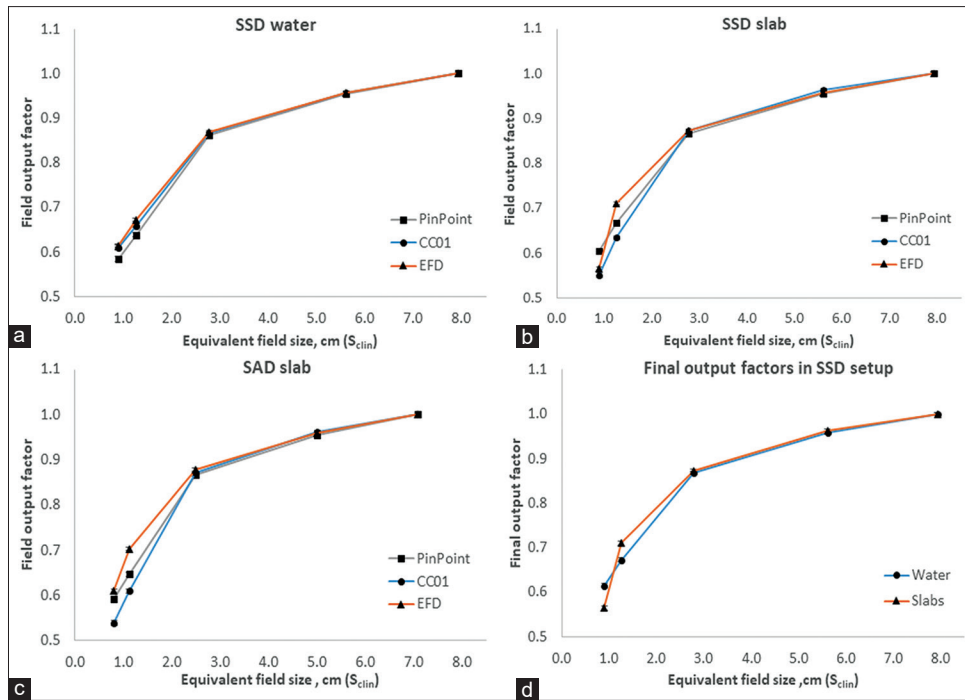 SSD water
1.1
1.0
0.9
0.8
0.7
0.6
0.5
Field output factor
PinPoint
CC01
EFD
0.0 1.0 2.0 3.0 4.0 5.0 6.0 7.0 8.0
Equivalent field size, cm (Sclin)
a
SSD slab
1.1
1.0
0.9
0.8
0.7
0.6
0.5
Field output factor
PinPoint
CC01
EFD
0.0 1.0 2.0 3.0 4.0 5.0 6.0 7.0 8.0
Equivalent field size, cm (Sclin)
b
SAD slab
1.1
1.0
0.9
0.8
0.7
0.6
0.5
Field output factor
PinPoint
CC01
EFD
0.0 1.0 2.0 3.0 4.0 5.0 6.0 7.0 8.0
Equivalent field size , cm (Sclin)
c
Final output factors in SSD setup
1.1
1.0
0.9
0.8
0.7
0.6
0.5
Final output factor
Water
Slabs
0.0 1.0 2.0 3.0 4.0 5.0 6.0 7.0 8.0
Equivalent field size ,cm (Sclin)
d